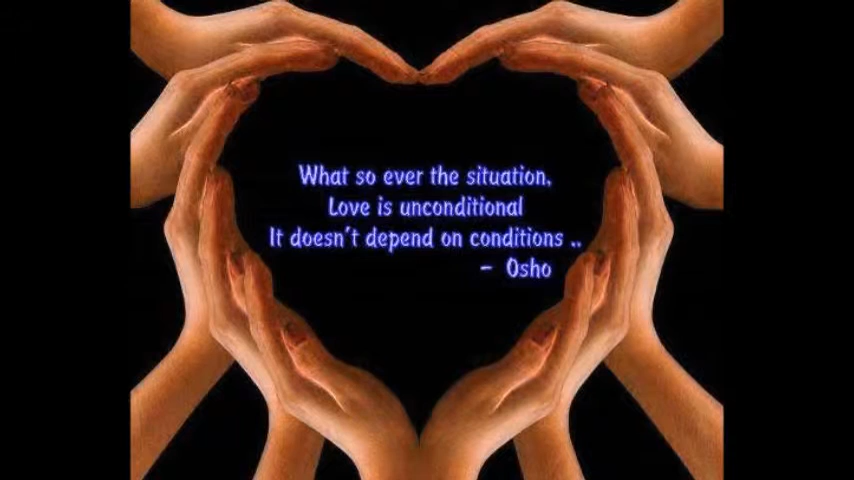 What so ever the situation,
Love is unconditional
It doesn't depend on conditions ..
- Osho